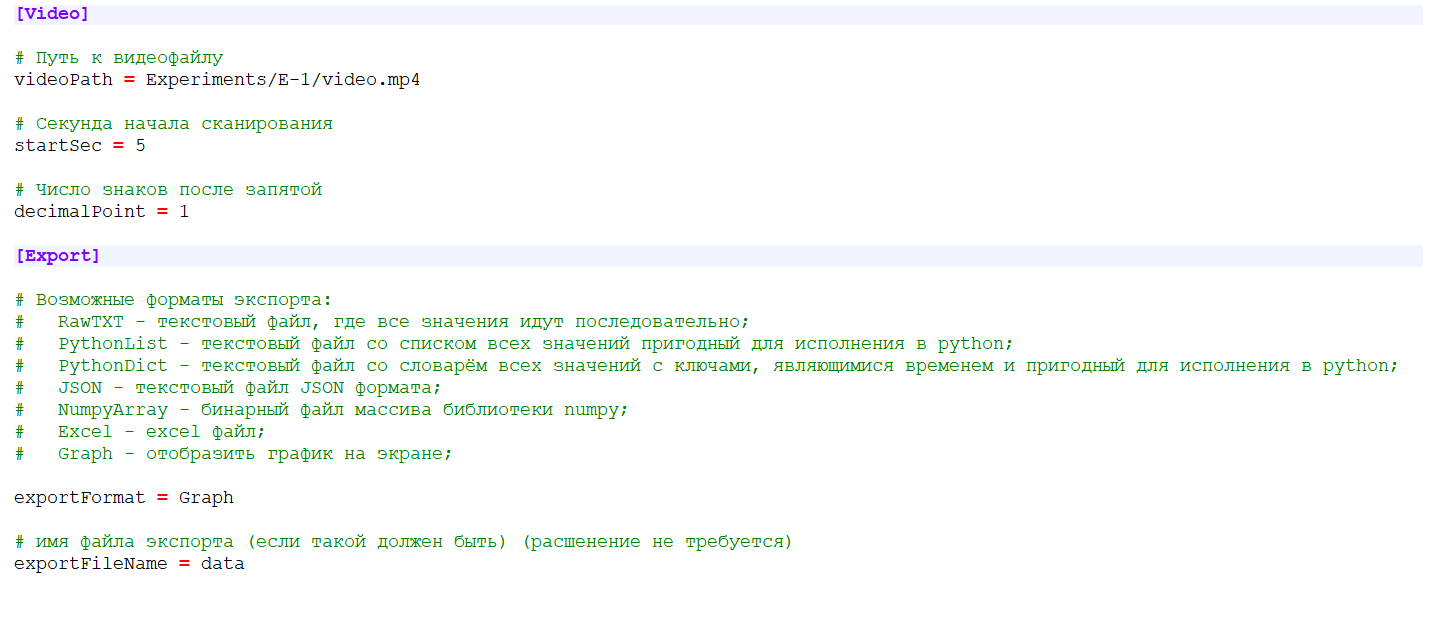 [Video]
# Путь к видеофайлу
videoPath = Experiments/E-1/video.mp4
# Секунда начала сканирования
startSec = 5
# Число знаков после запятой
decimalPoint = 1
[Export]
# Возможные форматы экспорта:
#   RawTXT - текстовый файл, где все значения идут последовательно;
#   PythonList - текстовый файл со списком всех значений пригодный для исполнения в python;
#   PythonDict - текстовый файл со словарём всех значений с ключами, являющимися временем и пригодный для исполнения в python;
#   JSON - текстовый файл JSON формата;
#   NumpyArray - бинарный файл массива библиотеки numpy;
#   Excel - excel файл;
#   Graph - отобразить график на экране;
exportFormat = Graph
# имя файла экспорта (если такой должен быть) (расшенение не требуется)
exportFileName = data